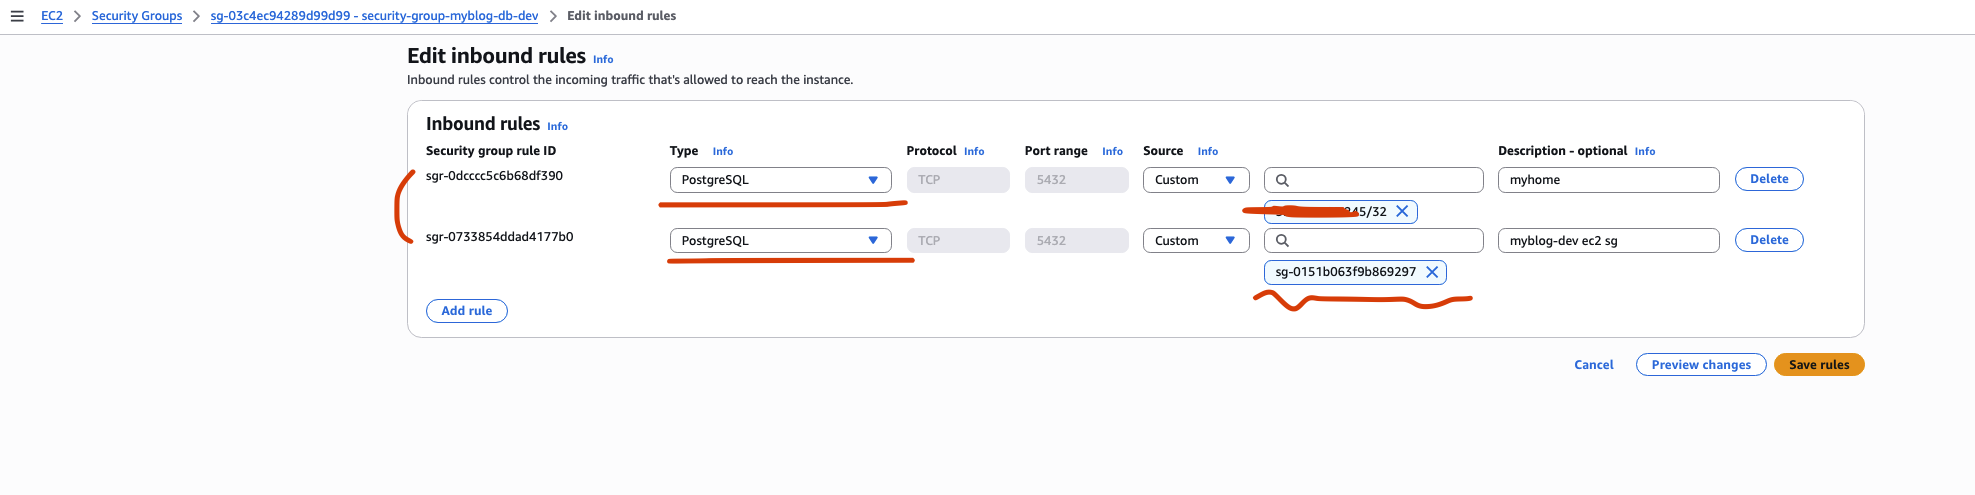 EC2 > Security Groups > sg-03c4ec94289d99d99 - security-group-myblog-db-dev > Edit inbound rules
Edit inbound rules Info
Inbound rules control the incoming traffic that's allowed to reach the instance.
Inbound rules Info
Security group rule ID Type Info Protocol Info Port range Info Source Info Description - optional Info
sgr-0dcccc5c6b68df390 PostgreSQL TCP 5432 Custom myhome Delete
245/32
sgr-0733854ddad4177b0 PostgreSQL TCP 5432 Custom myblog-dev ec2 sg Delete
sg-0151b063f9b869297
Add rule
Cancel Preview changes Save rules